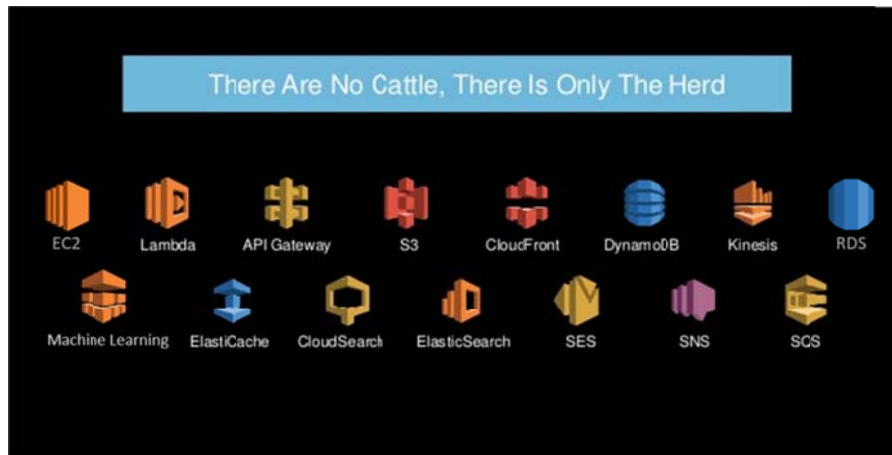 There Are No Cattle, There Is Only The Herd
EC2 Lambda API Gateway S3 CloudFront DynamoDB Kinesis RDS
Machine Learning ElastiCache CloudSearch ElasticSearch SES SNS SQS